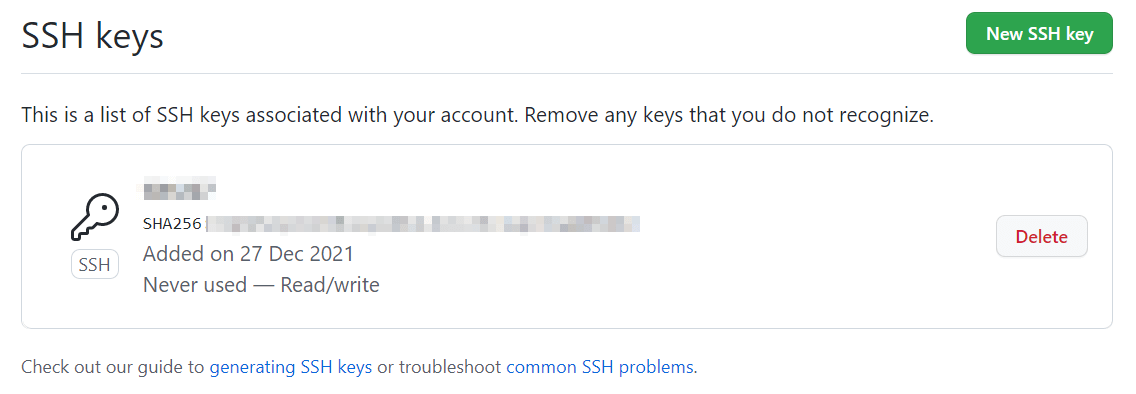 SSH keys
New SSH key
This is a list of SSH keys associated with your account. Remove any keys that you do not recognize.
SHA256
SSH
Added on 27 Dec 2021
Never used — Read/write
Delete
Check out our guide to generating SSH keys or troubleshoot common SSH problems.